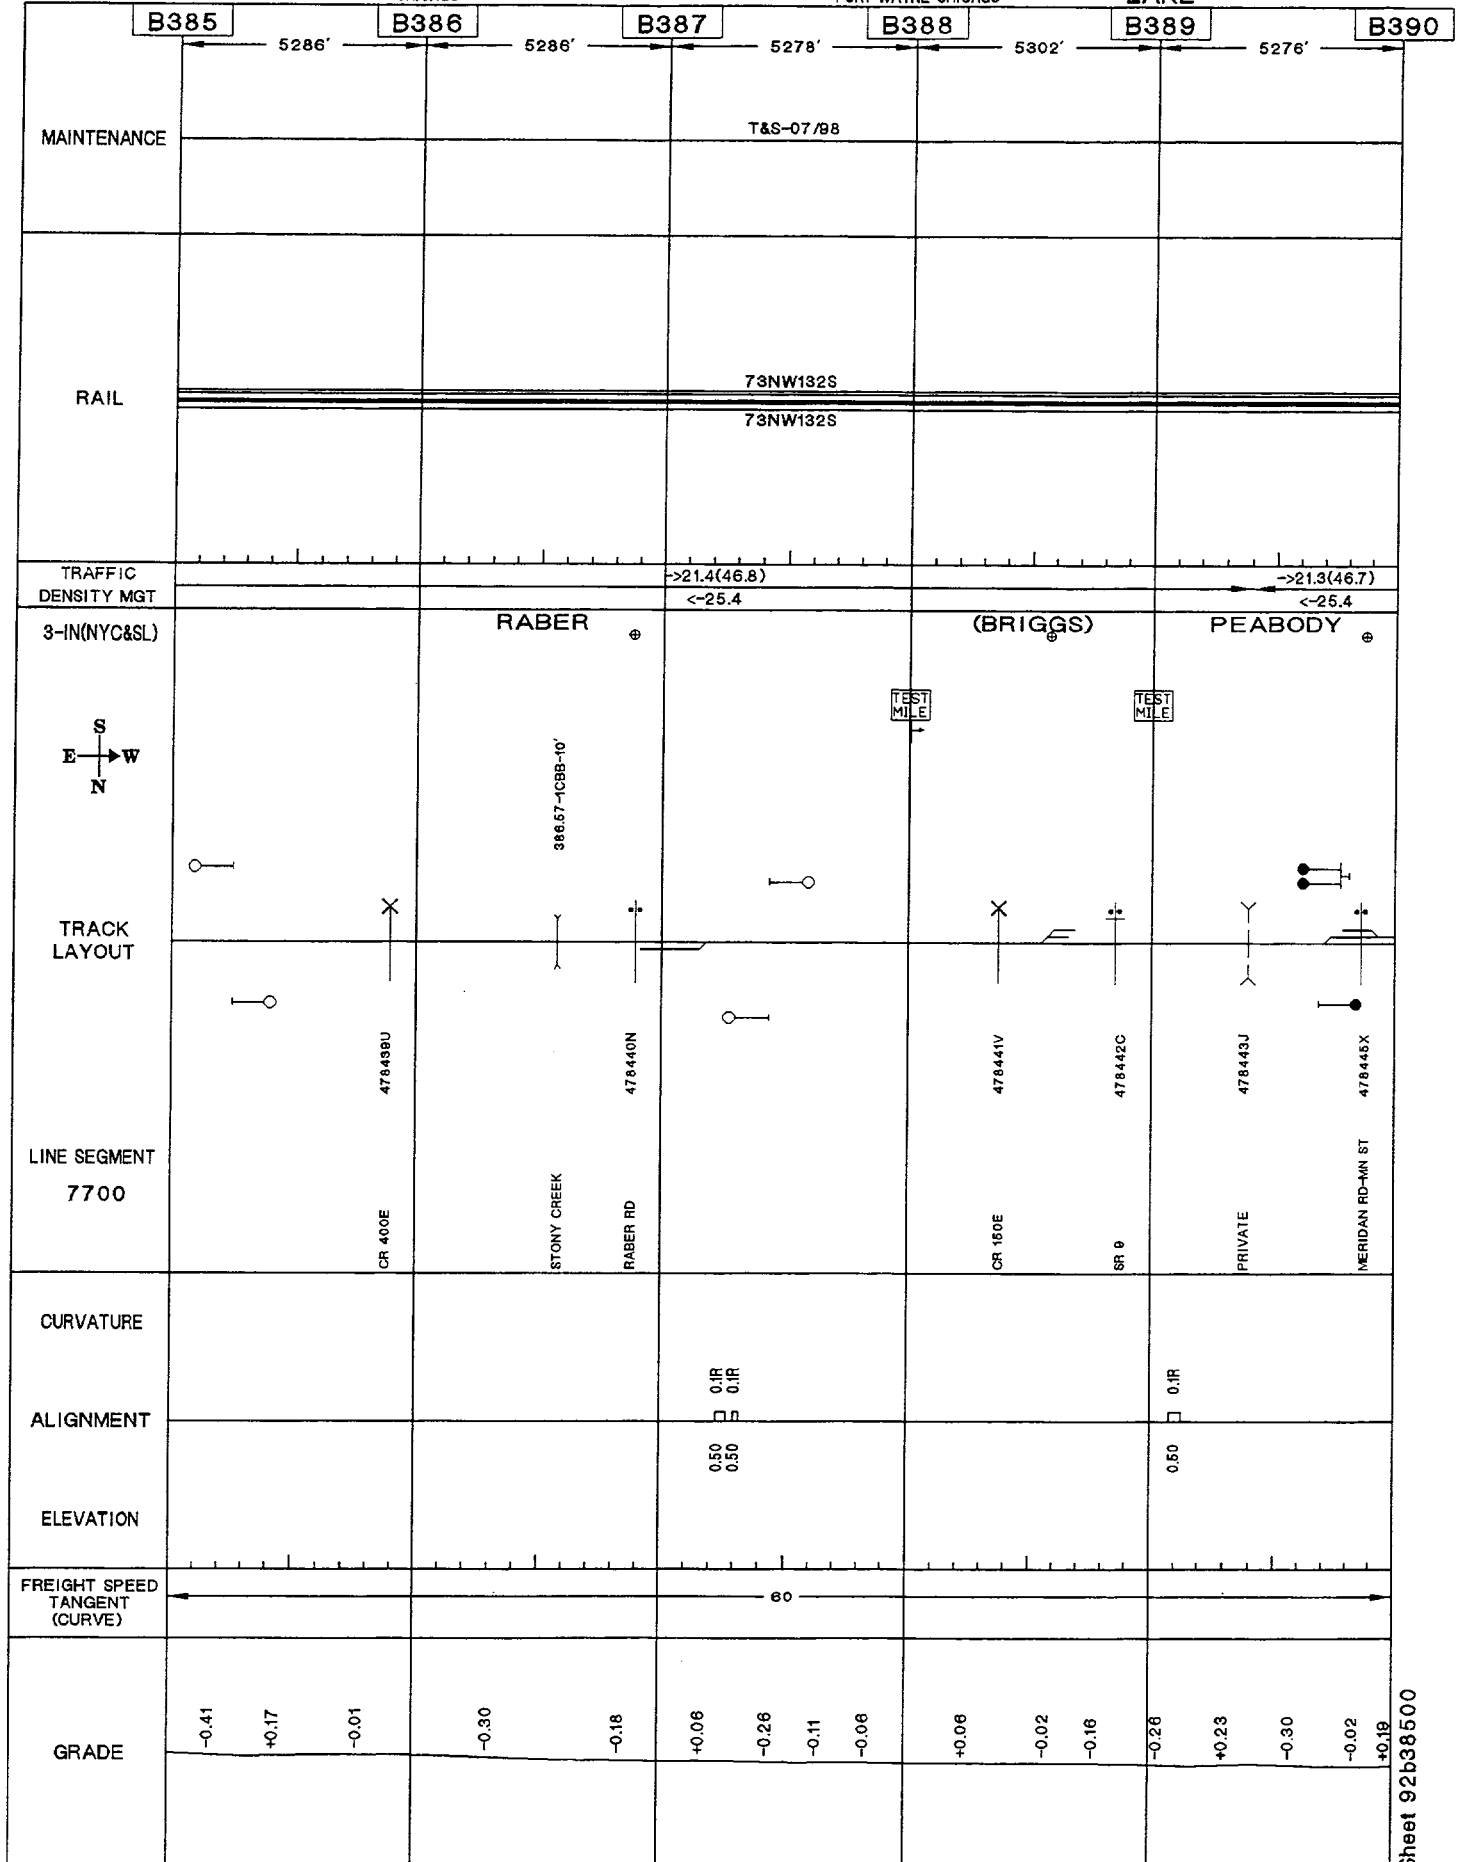 B385 B386 B387 B388 B389 B390
5286' 5286' 5278' 5302' 5276'
MAINTENANCE
T&S-07/98
RAIL
73NW132S
73NW132S
TRAFFIC
DENSITY MGT
->21.4(46.8) ->21.3(46.7)
<-25.4 <-25.4
3-IN(NYC&SL)
RABER (BRIGGS) PEABODY
TEST
MILE
TEST
MILE
S
E W
N
386.57-1CBB-10'
TRACK
LAYOUT
478439U 478440N 478441V 478442C 478443J 478445X
LINE SEGMENT
7700
CR 400E STONY CREEK RABER RD CR 150E SR 9 PRIVATE MERIDAN RD-MN ST
CURVATURE
0.1R 0.1R 0.1R
ALIGNMENT
0.50 0.50 0.50
ELEVATION
FREIGHT SPEED
TANGENT
(CURVE)
60
GRADE
-0.41 +0.17 -0.01 -0.30 -0.18 +0.06 -0.26 -0.11 -0.06 +0.06 -0.02 -0.16 -0.26 +0.23 -0.30 -0.02 +0.19
Sheet 92b38500